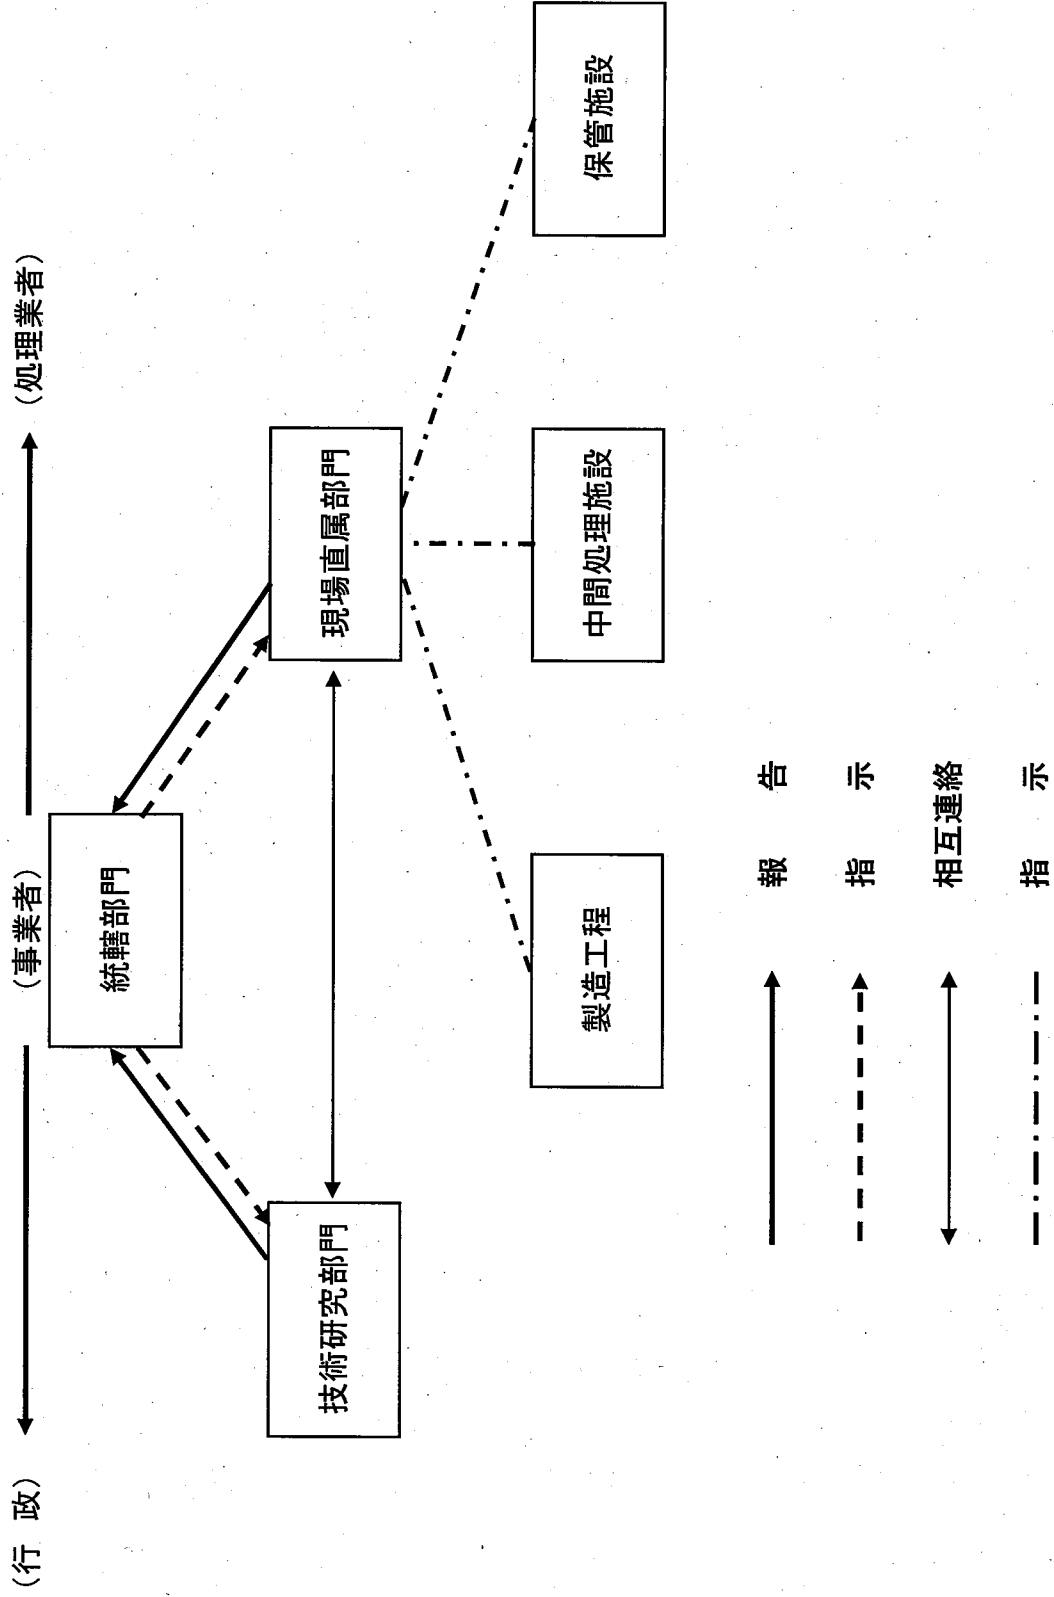 （行　政）
（事業者）
（処理業者）
統轄部門
技術研究部門
現場直属部門
製造工程
中間処理施設
保管施設
報　告
指　示
相互連絡
指　示